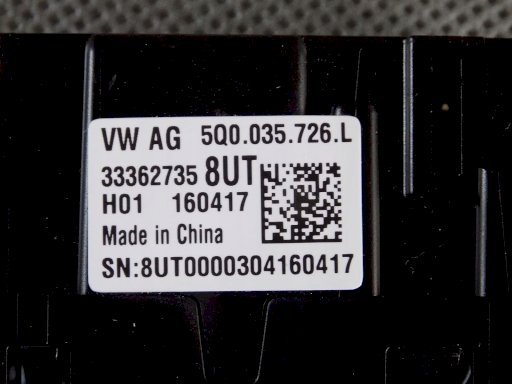 VW AG 5Q0.035.726.L
33362735 8UT
H01 160417
Made in China
SN:8UT0000304160417